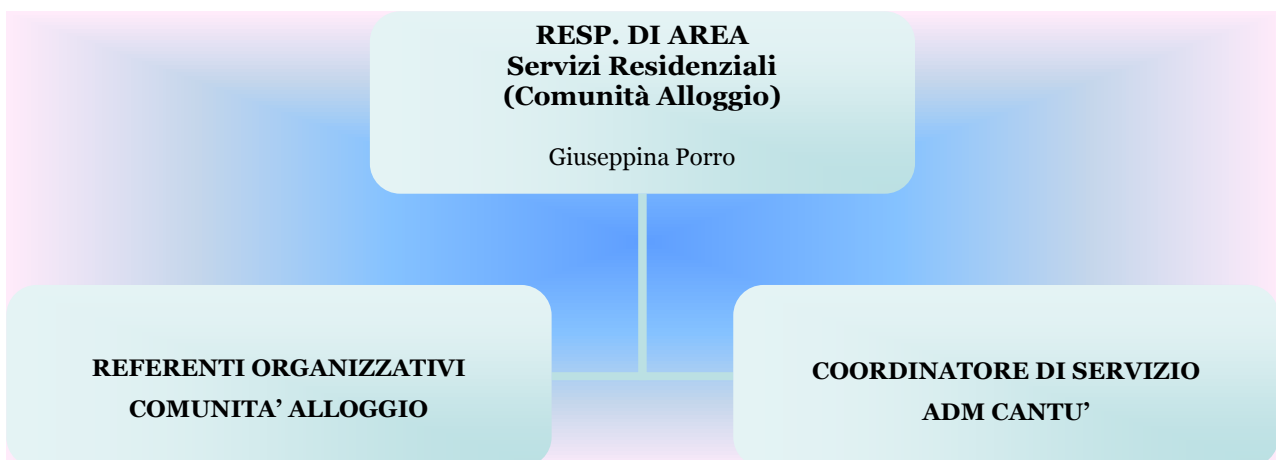 RESP. DI AREA
Servizi Residenziali
(Comunità Alloggio)
Giuseppina Porro
REFERENTI ORGANIZZATIVI
COMUNITA’ ALLOGGIO
COORDINATORE DI SERVIZIO
ADM CANTU’